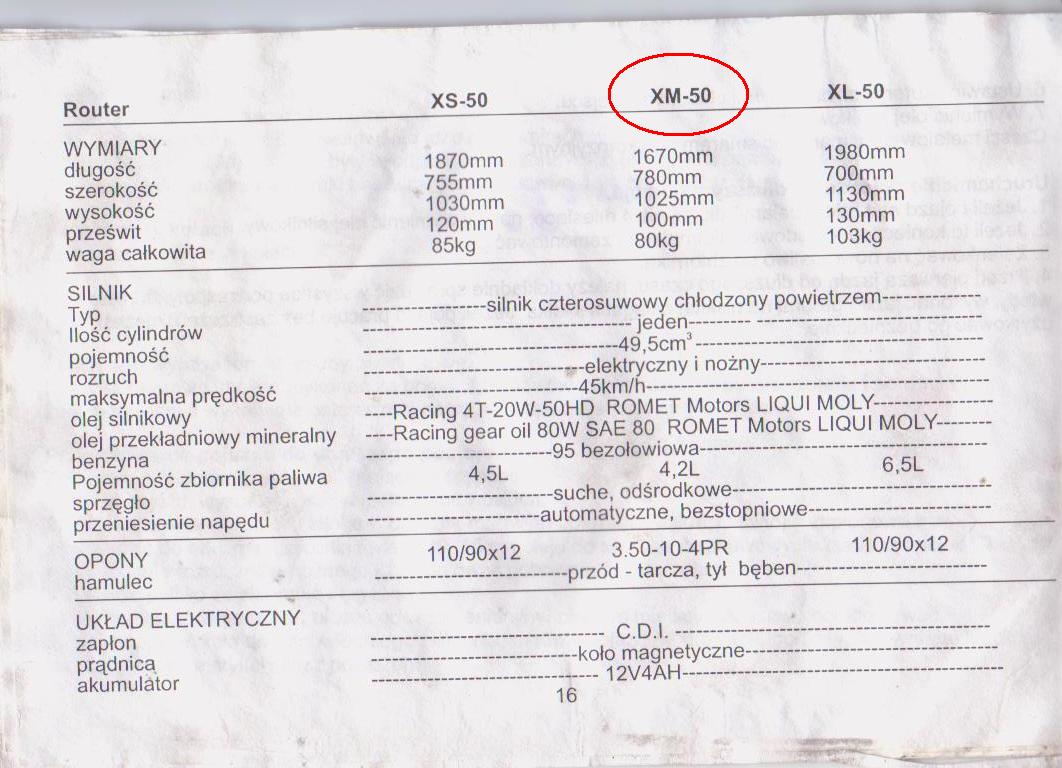 Router XS-50 XM-50 XL-50
WYMIARY
długość 1870mm 1670mm 1980mm
szerokość 755mm 780mm 700mm
wysokość 1030mm 1025mm 1130mm
prześwit 120mm 100mm 130mm
waga całkowita 85kg 80kg 103kg
SILNIK
Typ silnik czterosuwowy chłodzony powietrzem
Ilość cylindrów jeden
pojemność 49,5cm³
rozruch elektryczny i nożny
maksymalna prędkość 45km/h
olej silnikowy Racing 4T-20W-50HD ROMET Motors LIQUI MOLY
olej przekładniowy mineralny Racing gear oil 80W SAE 80 ROMET Motors LIQUI MOLY
benzyna 95 bezołowiowa
Pojemność zbiornika paliwa 4,5L 4,2L 6,5L
sprzęgło suche, odśrodkowe
przeniesienie napędu automatyczne, bezstopniowe
OPONY 110/90x12 3.50-10-4PR 110/90x12
hamulec przód - tarcza, tył bęben
UKŁAD ELEKTRYCZNY
zapłon C.D.I.
prądnica koło magnetyczne
akumulator 12V4AH
16